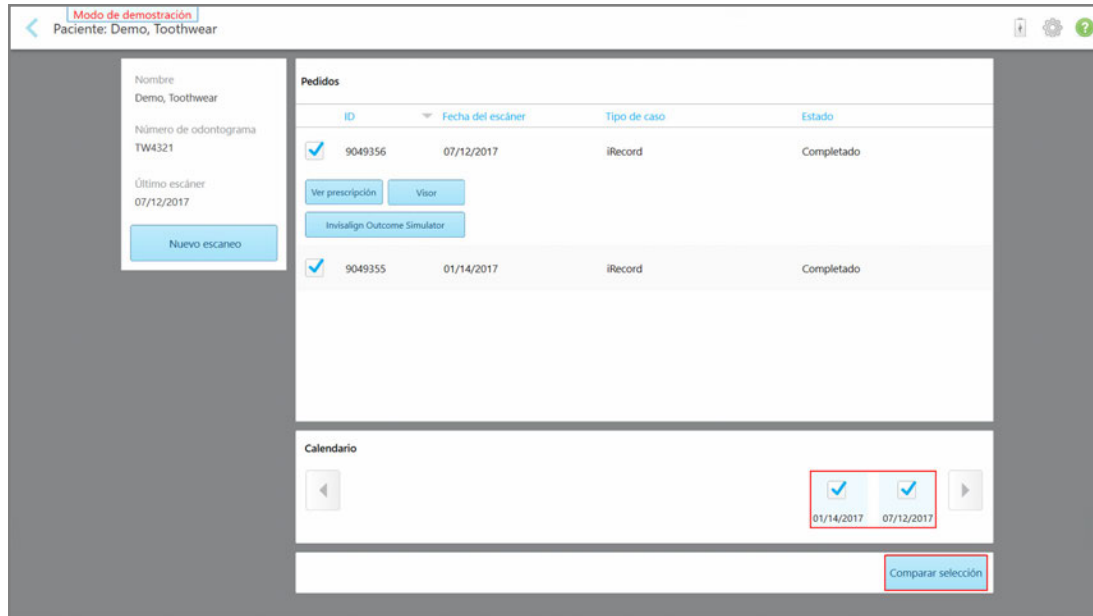 Modo de demostración
Paciente: Demo, Toothwear
?
Nombre
Demo, Toothwear
Número de odontograma
TW4321
Último escáner
07/12/2017
Nuevo escaneo
Pedidos
ID Fecha del escáner Tipo de caso Estado
9049356 07/12/2017 iRecord Completado
Ver prescripción Visor
Invisalign Outcome Simulator
9049355 01/14/2017 iRecord Completado
Calendario
01/14/2017 07/12/2017
Comparar selección